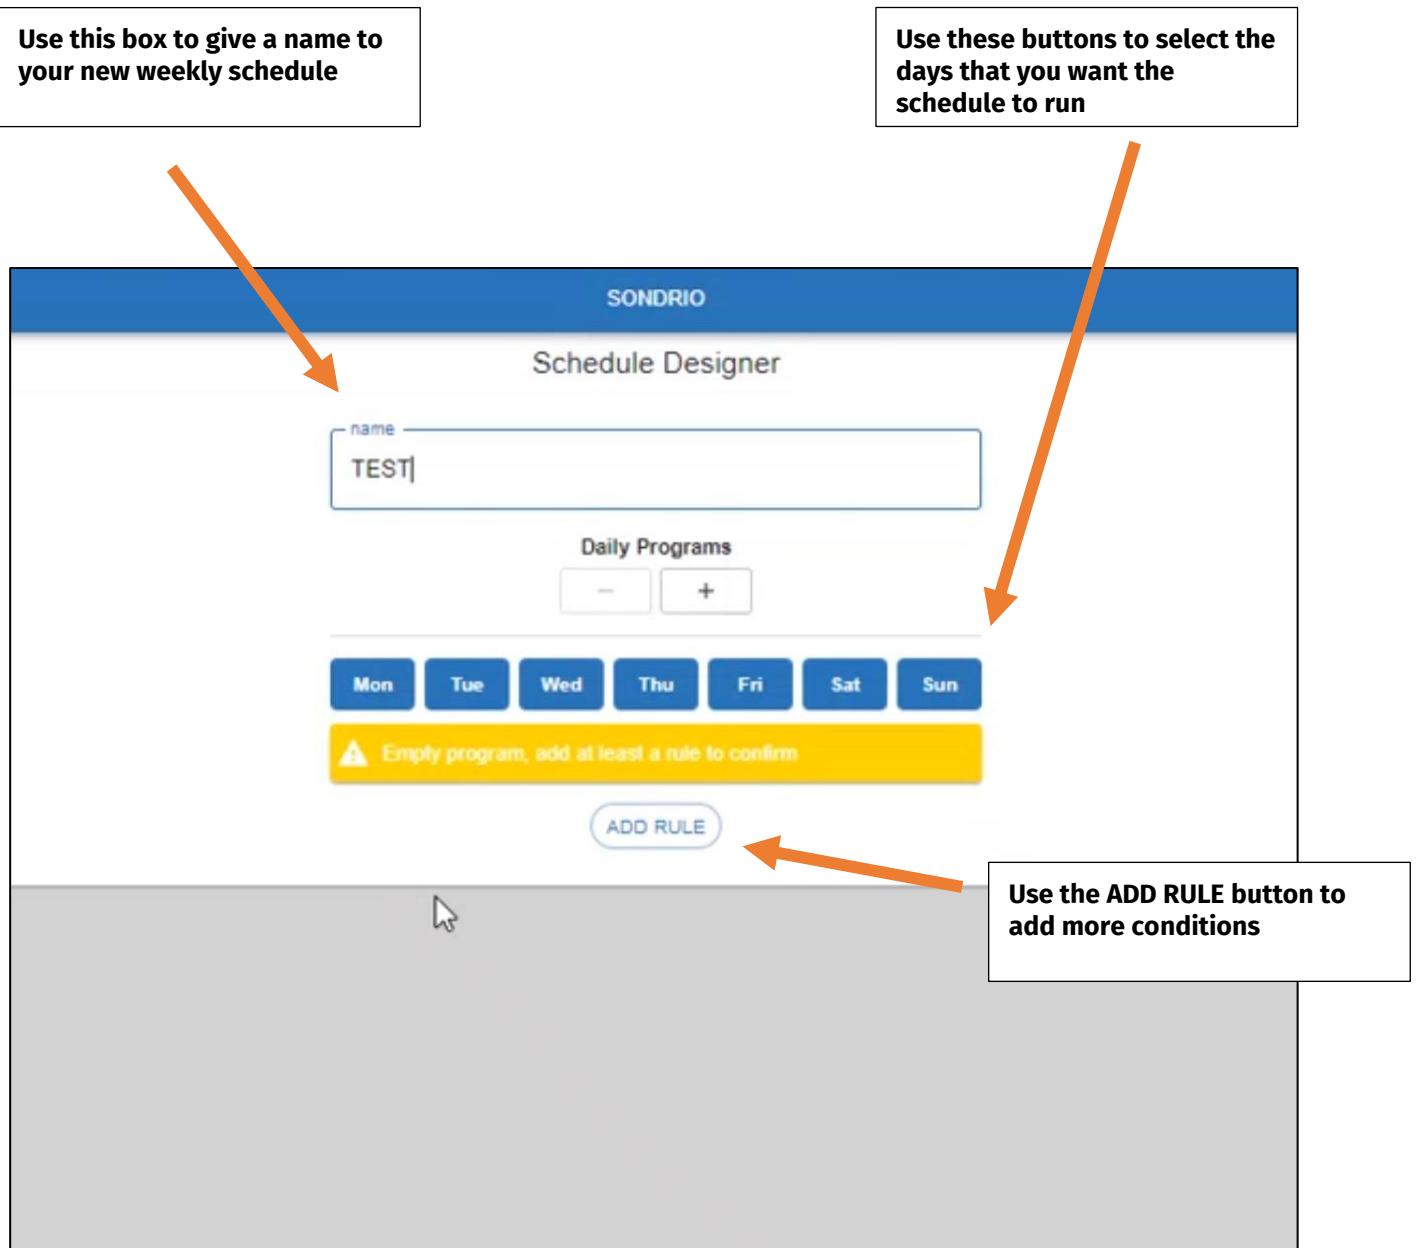 Use this box to give a name to
your new weekly schedule
Use these buttons to select the
days that you want the
schedule to run
SONDRIO
Schedule Designer
name
TEST
Daily Programs
− +
Mon Tue Wed Thu Fri Sat Sun
Empty program, add at least a rule to confirm
ADD RULE
Use the ADD RULE button to
add more conditions